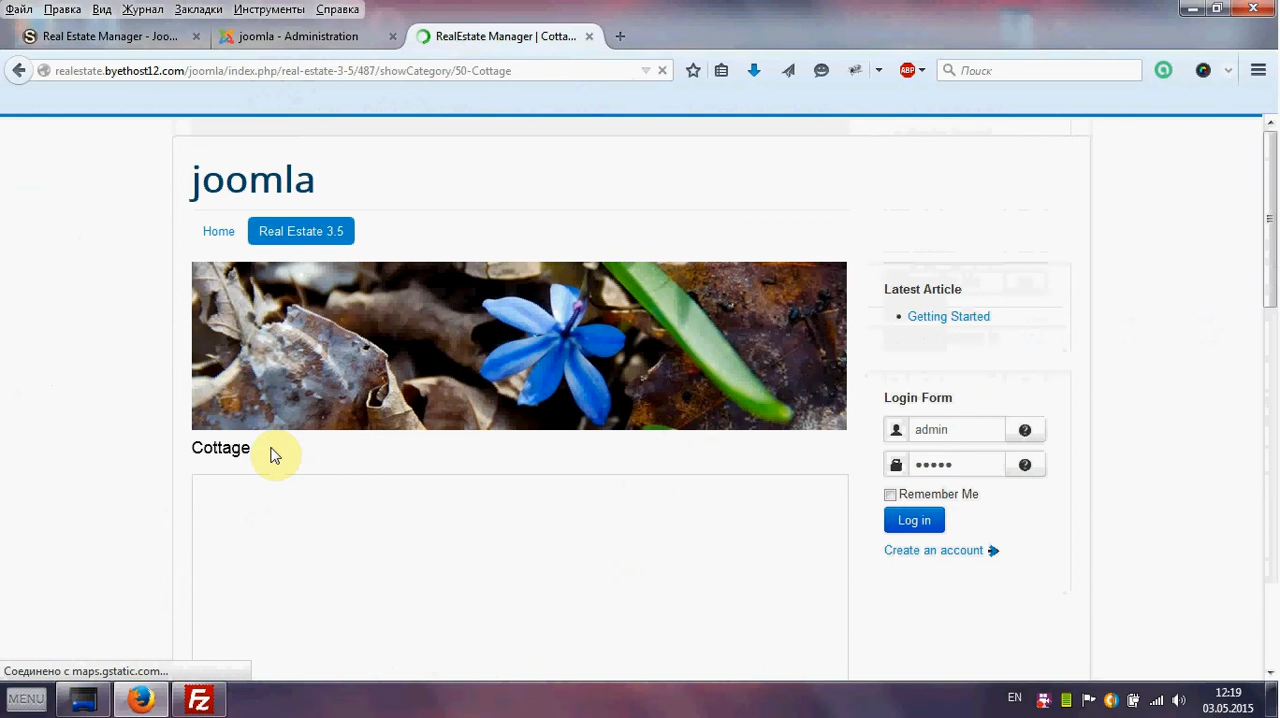 Файл Правка Вид Журнал Закладки Инструменты Справка
Real Estate Manager - Joo...
joomla - Administration
RealEstate Manager | Cotta...
realestate.byethost12.com/joomla/index.php/real-estate-3-5/487/showCategory/50-Cottage
ABP
Поиск
joomla
Home
Real Estate 3.5
Latest Article
Getting Started
Cottage
Login Form
admin
Remember Me
Log in
Create an account
Соединено с maps.gstatic.com...
MENU
Fz
EN
12:19
03.05.2015